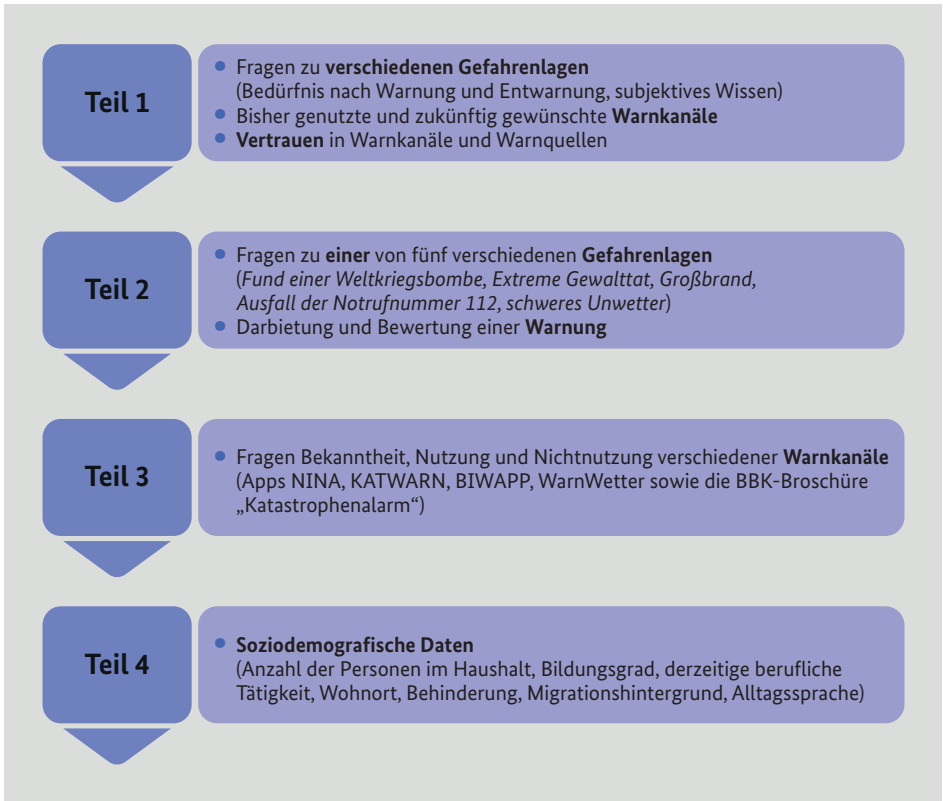 Teil 1
• Fragen zu verschiedenen Gefahrenlagen
(Bedürfnis nach Warnung und Entwarnung, subjektives Wissen)
• Bisher genutzte und zukünftig gewünschte Warnkanäle
• Vertrauen in Warnkanäle und Warnquellen
Teil 2
• Fragen zu einer von fünf verschiedenen Gefahrenlagen
(Fund einer Weltkriegsbombe, Extreme Gewalttat, Großbrand,
Ausfall der Notrufnummer 112, schweres Unwetter)
• Darbietung und Bewertung einer Warnung
Teil 3
• Fragen Bekanntheit, Nutzung und Nichtnutzung verschiedener Warnkanäle
(Apps NINA, KATWARN, BIWAPP, WarnWetter sowie die BBK-Broschüre
„Katastrophenalarm“)
Teil 4
• Soziodemografische Daten
(Anzahl der Personen im Haushalt, Bildungsgrad, derzeitige berufliche
Tätigkeit, Wohnort, Behinderung, Migrationshintergrund, Alltagssprache)